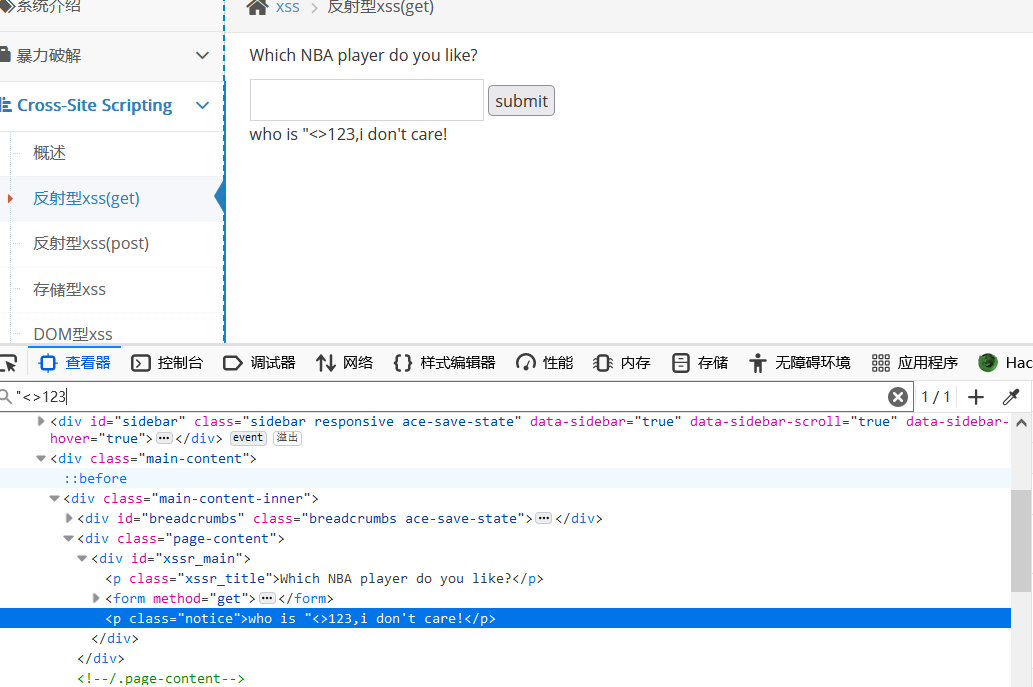 系统介绍
xss > 反射型xss(get)
暴力破解
Which NBA player do you like?
Cross-Site Scripting
submit
who is "<>123,i don't care!
概述
反射型xss(get)
反射型xss(post)
存储型xss
DOM型xss
查看器 控制台 调试器 网络 {} 样式编辑器 性能 内存 存储 无障碍环境 应用程序 Hac
"<>123 1 / 1 +
<div id="sidebar" class="sidebar responsive ace-save-state" data-sidebar="true" data-sidebar-scroll="true" data-sidebar-
hover="true"> ••• </div> event 溢出
<div class="main-content">
::before
<div class="main-content-inner">
<div id="breadcrumbs" class="breadcrumbs ace-save-state"> ••• </div>
<div class="page-content">
<div id="xssr_main">
<p class="xssr_title">Which NBA player do you like?</p>
<form method="get"> ••• </form>
<p class="notice">who is "<>123,i don't care!</p>
</div>
</div>
<!--/.page-content-->